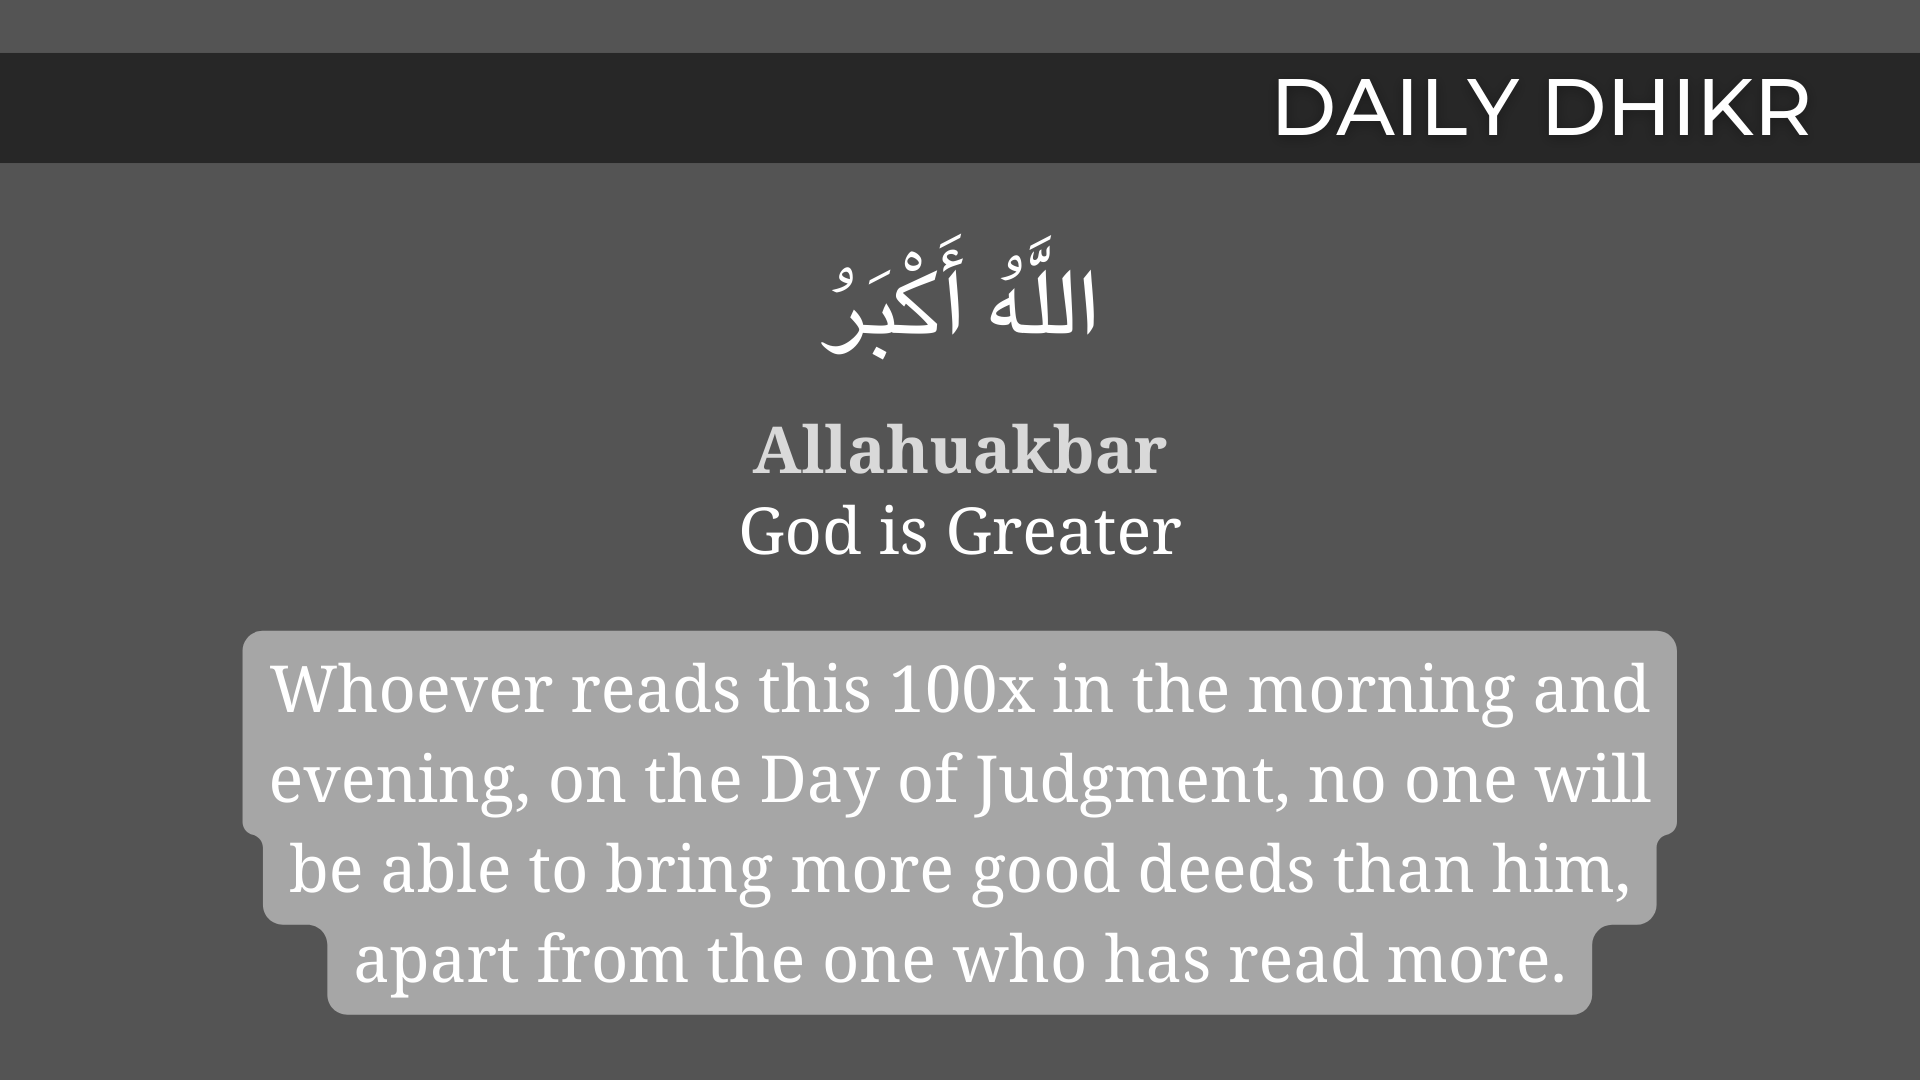 DAILY DHIKR
اللَّهُ أَكْبَرُ
Allahuakbar
God is Greater
Whoever reads this 100x in the morning and
evening, on the Day of Judgment, no one will
be able to bring more good deeds than him,
apart from the one who has read more.